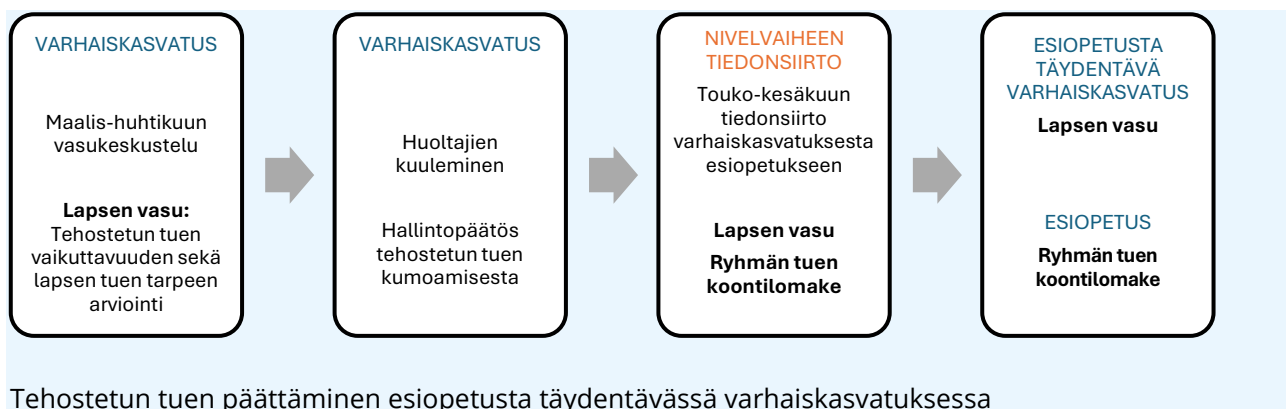 VARHAISKASVATUS
Maalis-huhtikuun
vasukeskustelu
Lapsen vasu:
Tehostetun tuen
vaikuttavuuden sekä
lapsen tuen tarpeen
arviointi
VARHAISKASVATUS
Huoltajien
kuuleminen
Hallintopäätös
tehostetun tuen
kumoamisesta
NIVELVAIHEEN
TIEDONSIIRTO
Touko-kesäkuun
tiedonsiirto
varhaiskasvatuksesta
esiopetukseen
Lapsen vasu
Ryhmän tuen
koontilomake
ESIOPETUSTA
TÄYDENTÄVÄ
VARHAISKASVATUS
Lapsen vasu
ESIOPETUS
Ryhmän tuen
koontilomake
Tehostetun tuen päättäminen esiopetusta täydentävässä varhaiskasvatuksessa